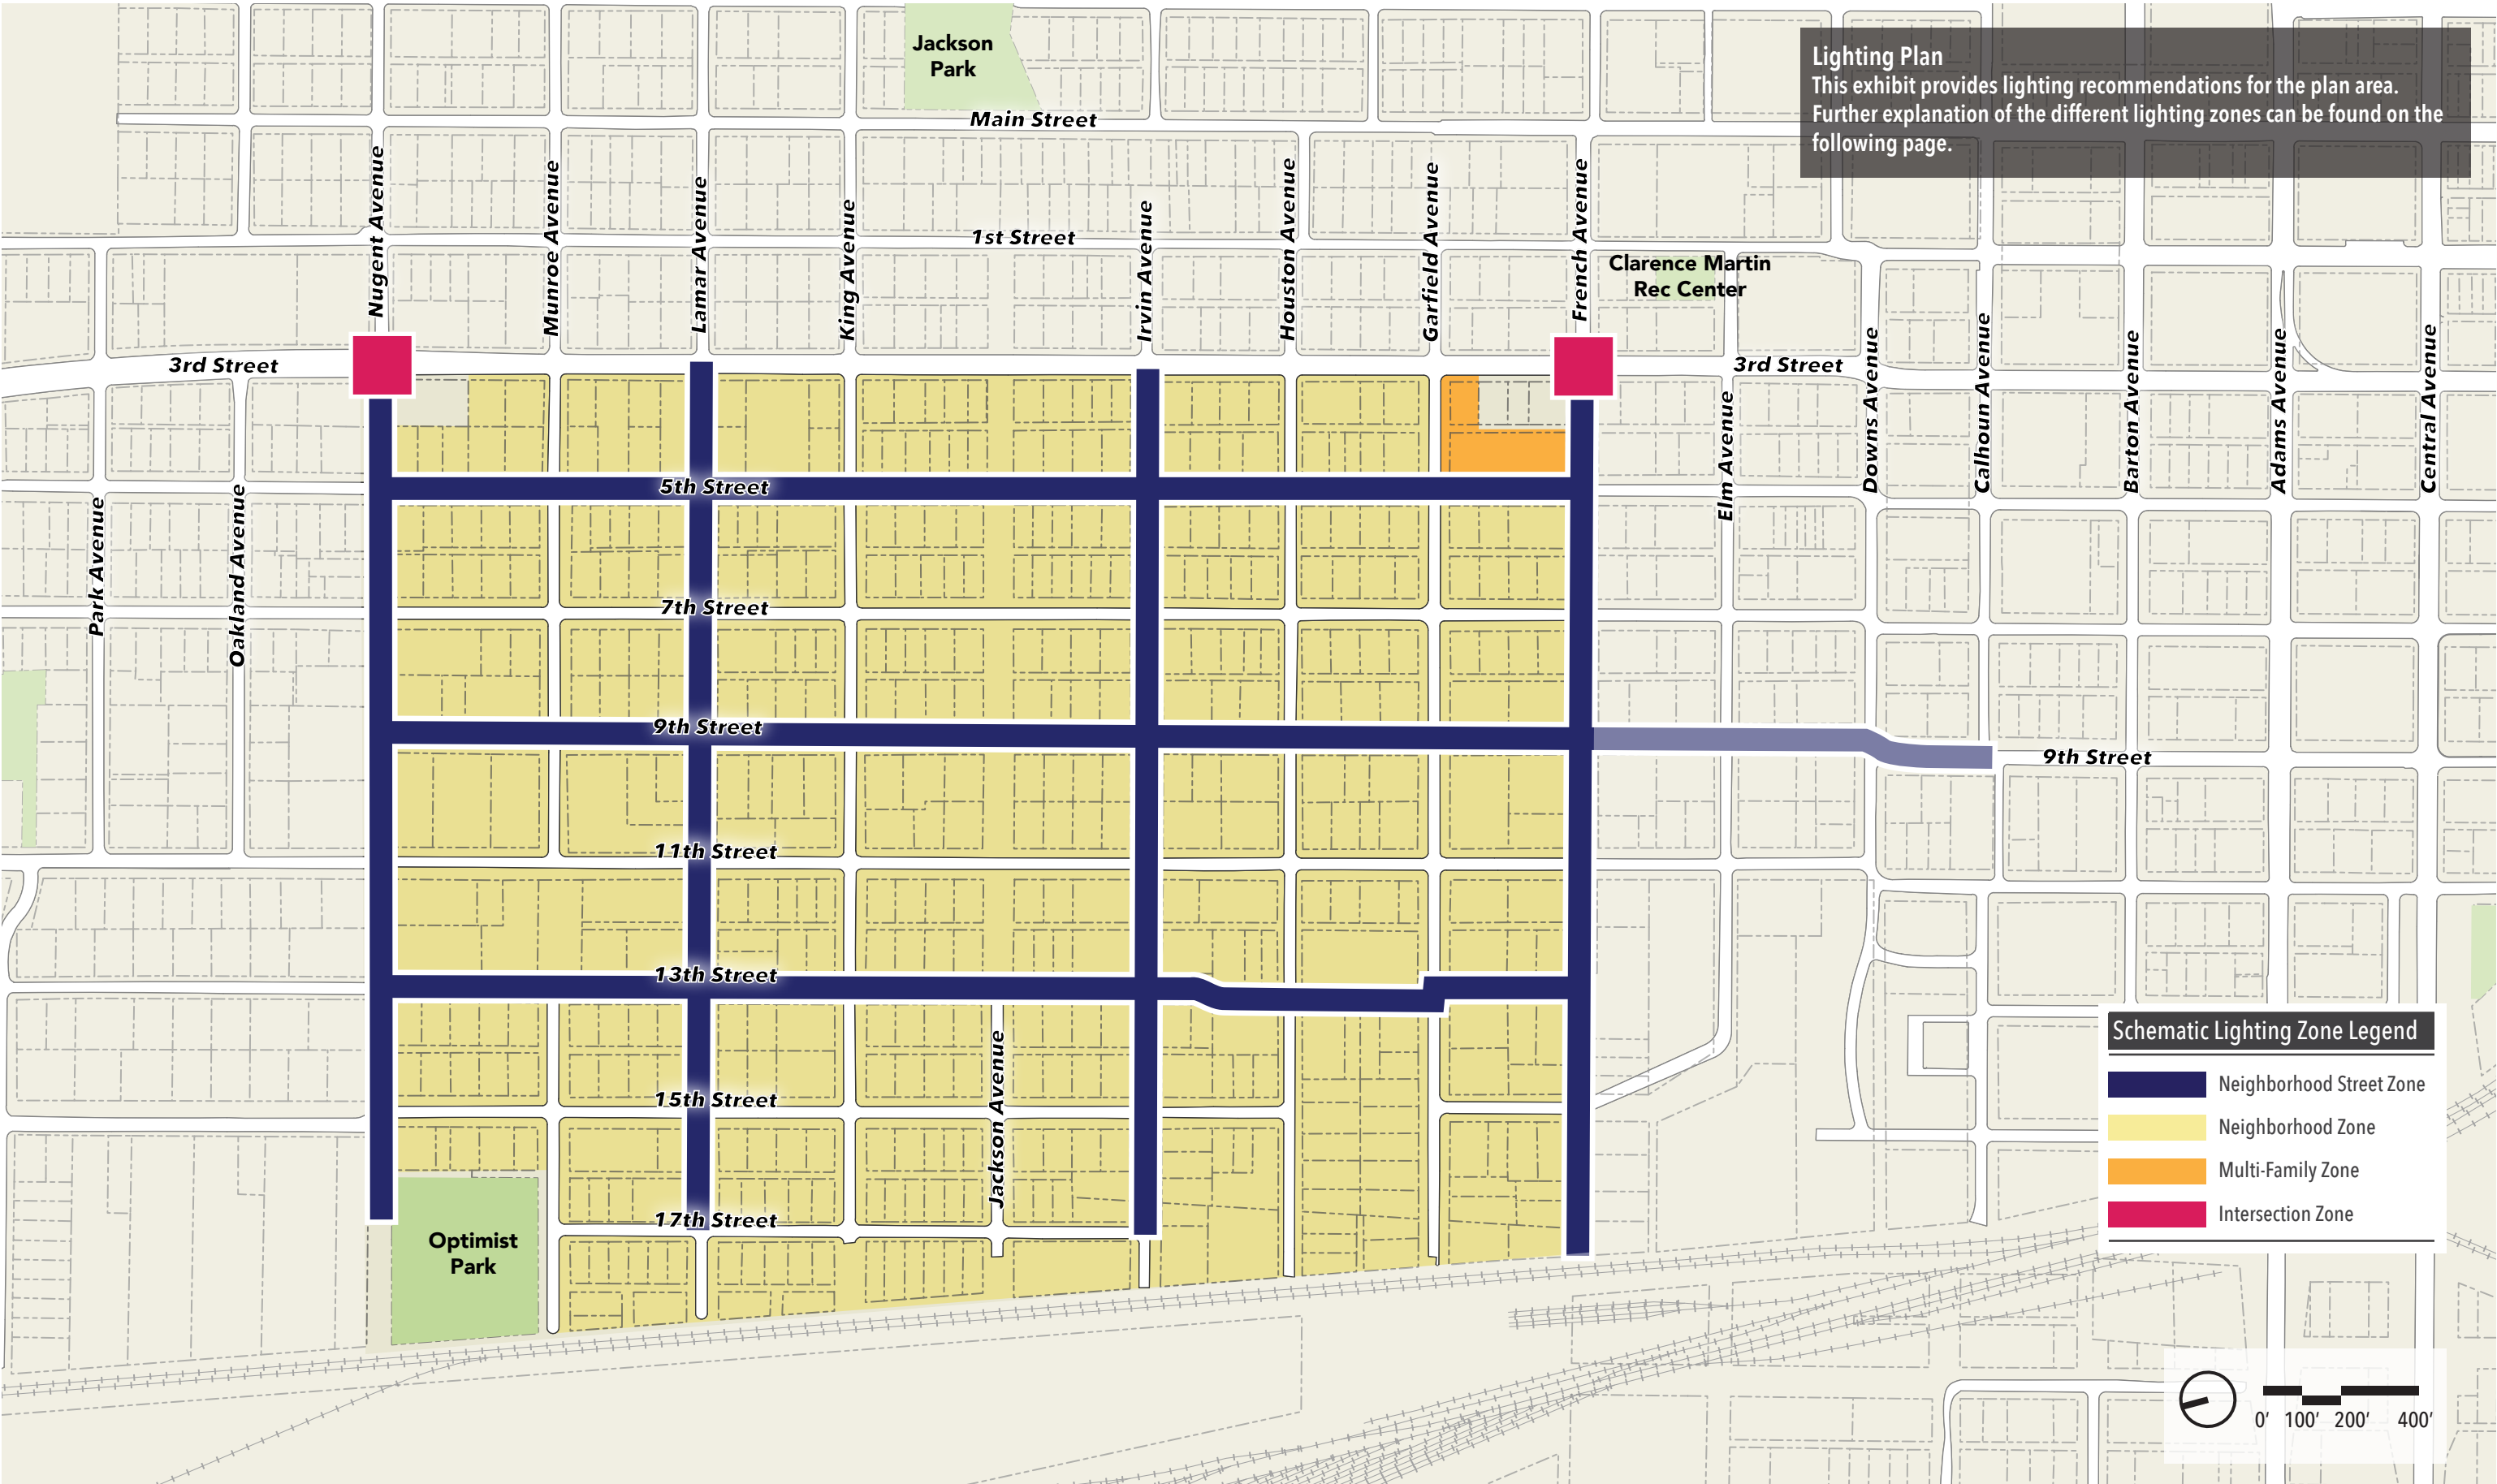 Jackson
Park
Lighting Plan
This exhibit provides lighting recommendations for the plan area.
Further explanation of the different lighting zones can be found on the
following page.
Main Street
Nugent Avenue
Munroe Avenue
Lamar Avenue
King Avenue
Irvin Avenue
Houston Avenue
Garfield Avenue
French Avenue
1st Street
Clarence Martin
Rec Center
3rd Street
3rd Street
Elm Avenue
Downs Avenue
Calhoun Avenue
Barton Avenue
Adams Avenue
Central Avenue
Park Avenue
Oakland Avenue
5th Street
7th Street
9th Street
9th Street
11th Street
13th Street
Jackson Avenue
15th Street
17th Street
Optimist
Park
Schematic Lighting Zone Legend
Neighborhood Street Zone
Neighborhood Zone
Multi-Family Zone
Intersection Zone
0' 100' 200' 400'